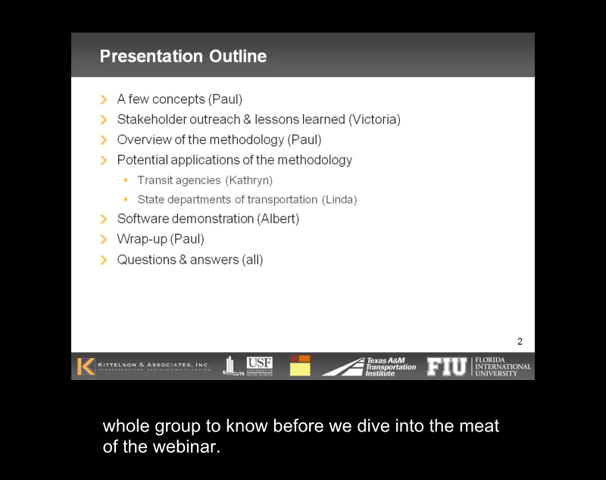 Presentation Outline
A few concepts (Paul)
Stakeholder outreach & lessons learned (Victoria)
Overview of the methodology (Paul)
Potential applications of the methodology
Transit agencies (Kathryn)
State departments of transportation (Linda)
Software demonstration (Albert)
Wrap-up (Paul)
Questions & answers (all)
2
KITTELSON & ASSOCIATES, INC.
CUTR
USF
Texas A&M
Transportation
Institute
FIU
FLORIDA
INTERNATIONAL
UNIVERSITY
whole group to know before we dive into the meat
of the webinar.